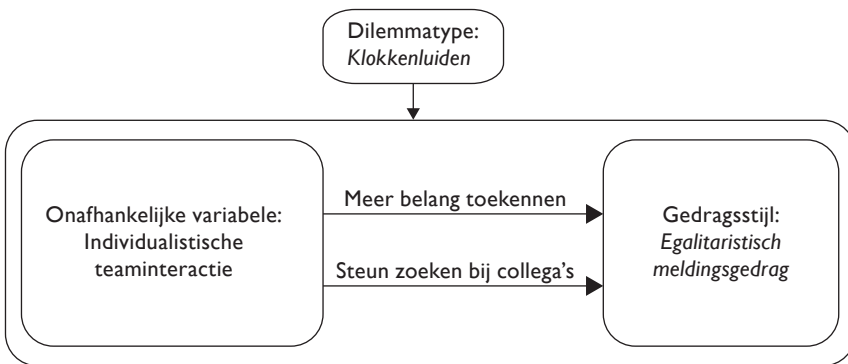 Dilemmatype:
Klokkenluiden
Onafhankelijke variabele:
Individualistische
teaminteractie
Meer belang toekennen
Steun zoeken bij collega’s
Gedragsstijl:
Egalitaristisch
meldingsgedrag